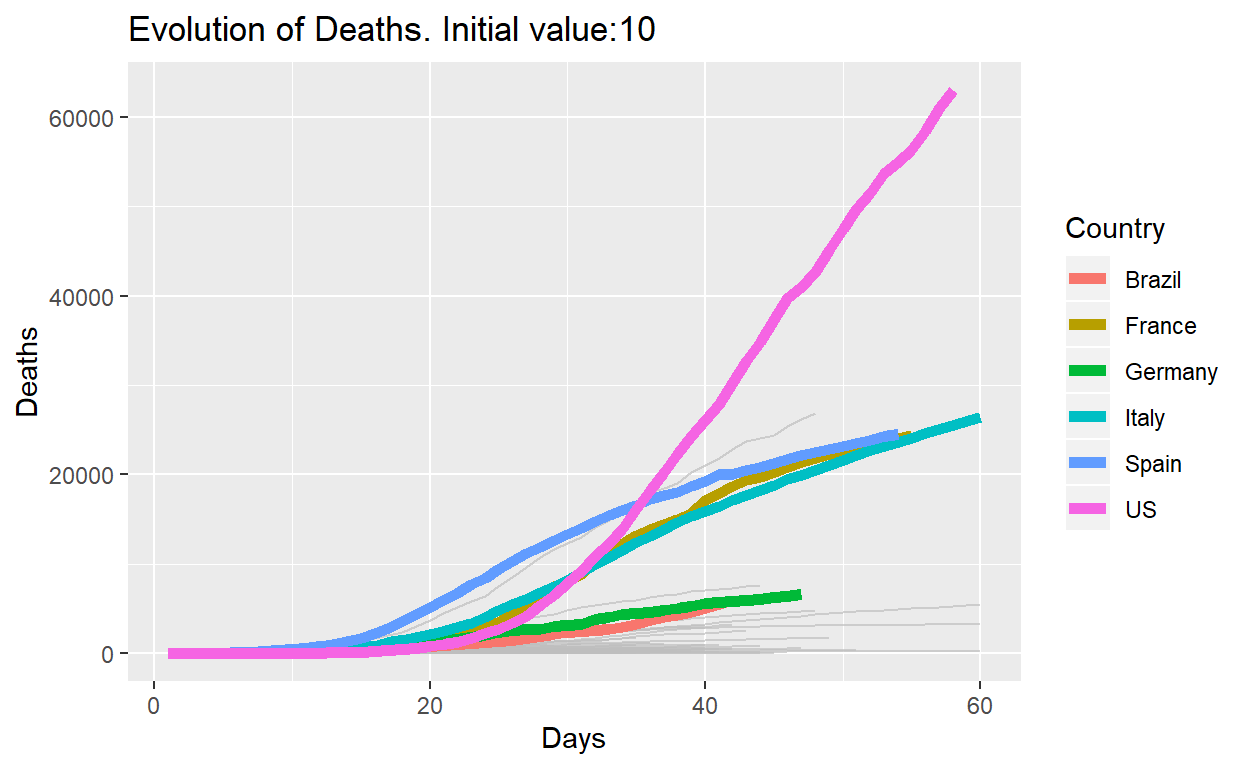 Evolution of Deaths. Initial value:10
60000
40000
20000
0
Deaths
0 20 40 60
Days
Country
Brazil
France
Germany
Italy
Spain
US